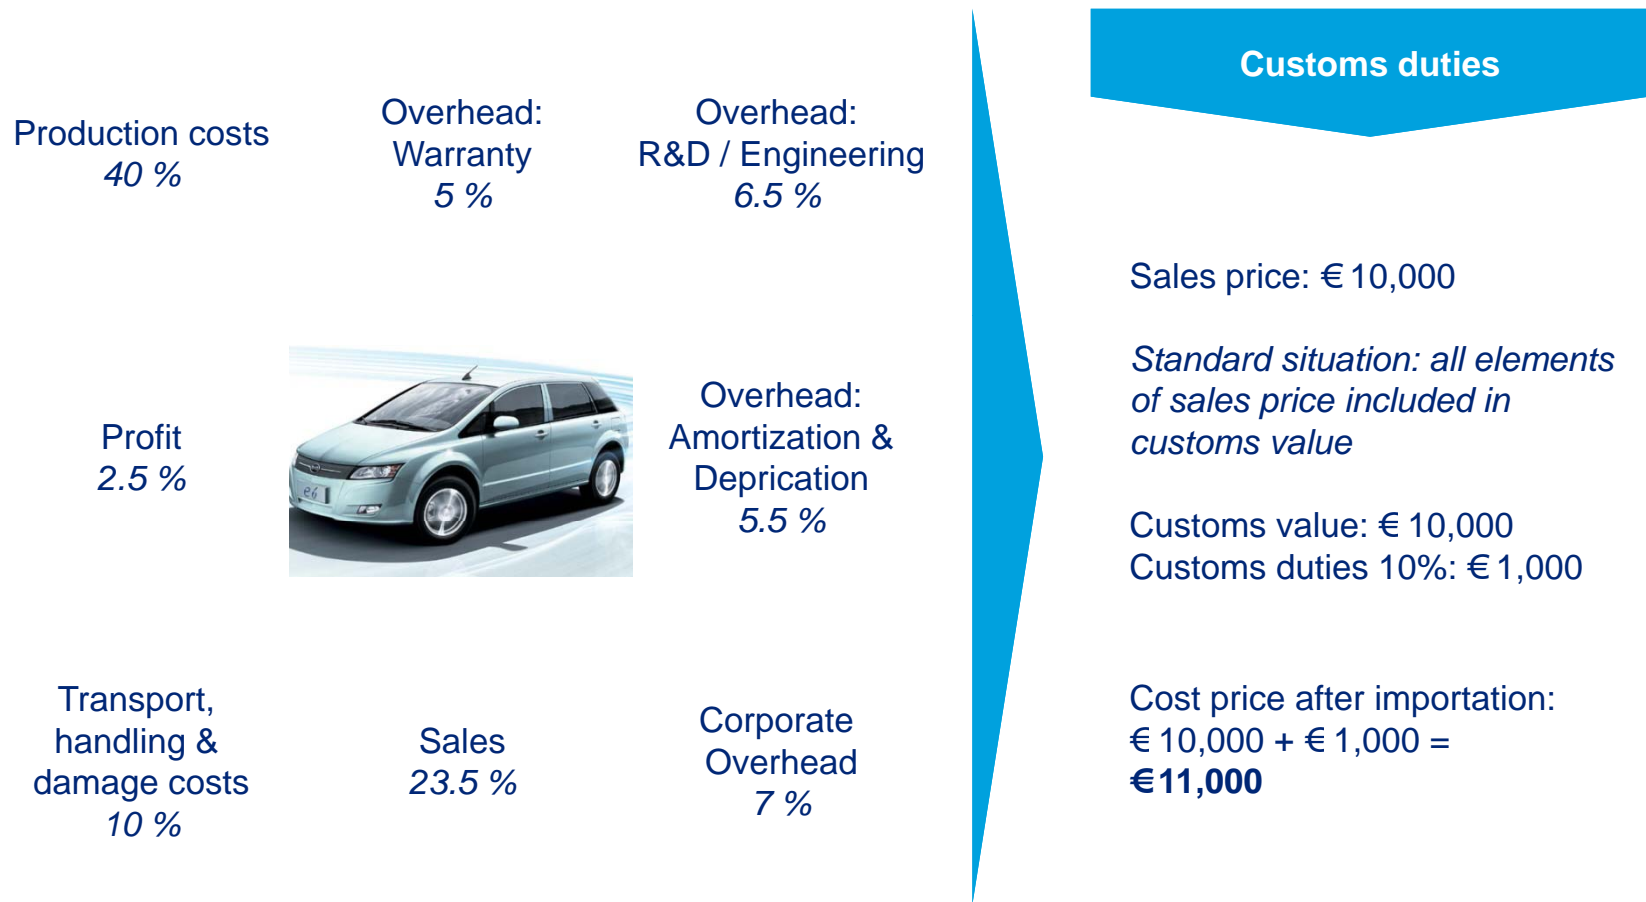 Customs duties
Production costs
40 %
Overhead:
Warranty
5 %
Overhead:
R&D / Engineering
6.5 %
Profit
2.5 %
e6
Overhead:
Amortization &
Deprication
5.5 %
Transport,
handling &
damage costs
10 %
Sales
23.5 %
Corporate
Overhead
7 %
Sales price: € 10,000
Standard situation: all elements
of sales price included in
customs value
Customs value: € 10,000
Customs duties 10%: € 1,000
Cost price after importation:
€ 10,000 + € 1,000 =
€ 11,000